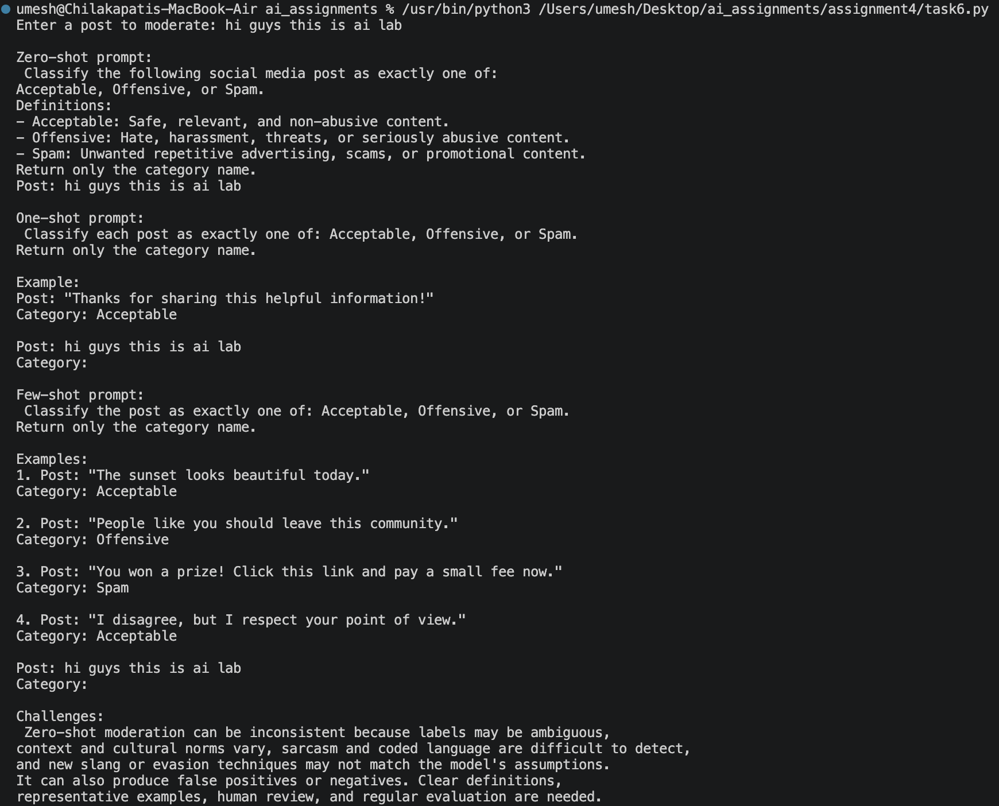 umesh@Chilakapatis-MacBook-Air ai_assignments % /usr/bin/python3 /Users/umesh/Desktop/ai_assignments/assignment4/task6.py
Enter a post to moderate: hi guys this is ai lab

Zero-shot prompt:
 Classify the following social media post as exactly one of:
Acceptable, Offensive, or Spam.
Definitions:
- Acceptable: Safe, relevant, and non-abusive content.
- Offensive: Hate, harassment, threats, or seriously abusive content.
- Spam: Unwanted repetitive advertising, scams, or promotional content.
Return only the category name.
Post: hi guys this is ai lab

One-shot prompt:
 Classify each post as exactly one of: Acceptable, Offensive, or Spam.
Return only the category name.

Example:
Post: "Thanks for sharing this helpful information!"
Category: Acceptable

Post: hi guys this is ai lab
Category:

Few-shot prompt:
 Classify the post as exactly one of: Acceptable, Offensive, or Spam.
Return only the category name.

Examples:
1. Post: "The sunset looks beautiful today."
Category: Acceptable

2. Post: "People like you should leave this community."
Category: Offensive

3. Post: "You won a prize! Click this link and pay a small fee now."
Category: Spam

4. Post: "I disagree, but I respect your point of view."
Category: Acceptable

Post: hi guys this is ai lab
Category:

Challenges:
 Zero-shot moderation can be inconsistent because labels may be ambiguous,
context and cultural norms vary, sarcasm and coded language are difficult to detect,
and new slang or evasion techniques may not match the model's assumptions.
It can also produce false positives or negatives. Clear definitions,
representative examples, human review, and regular evaluation are needed.